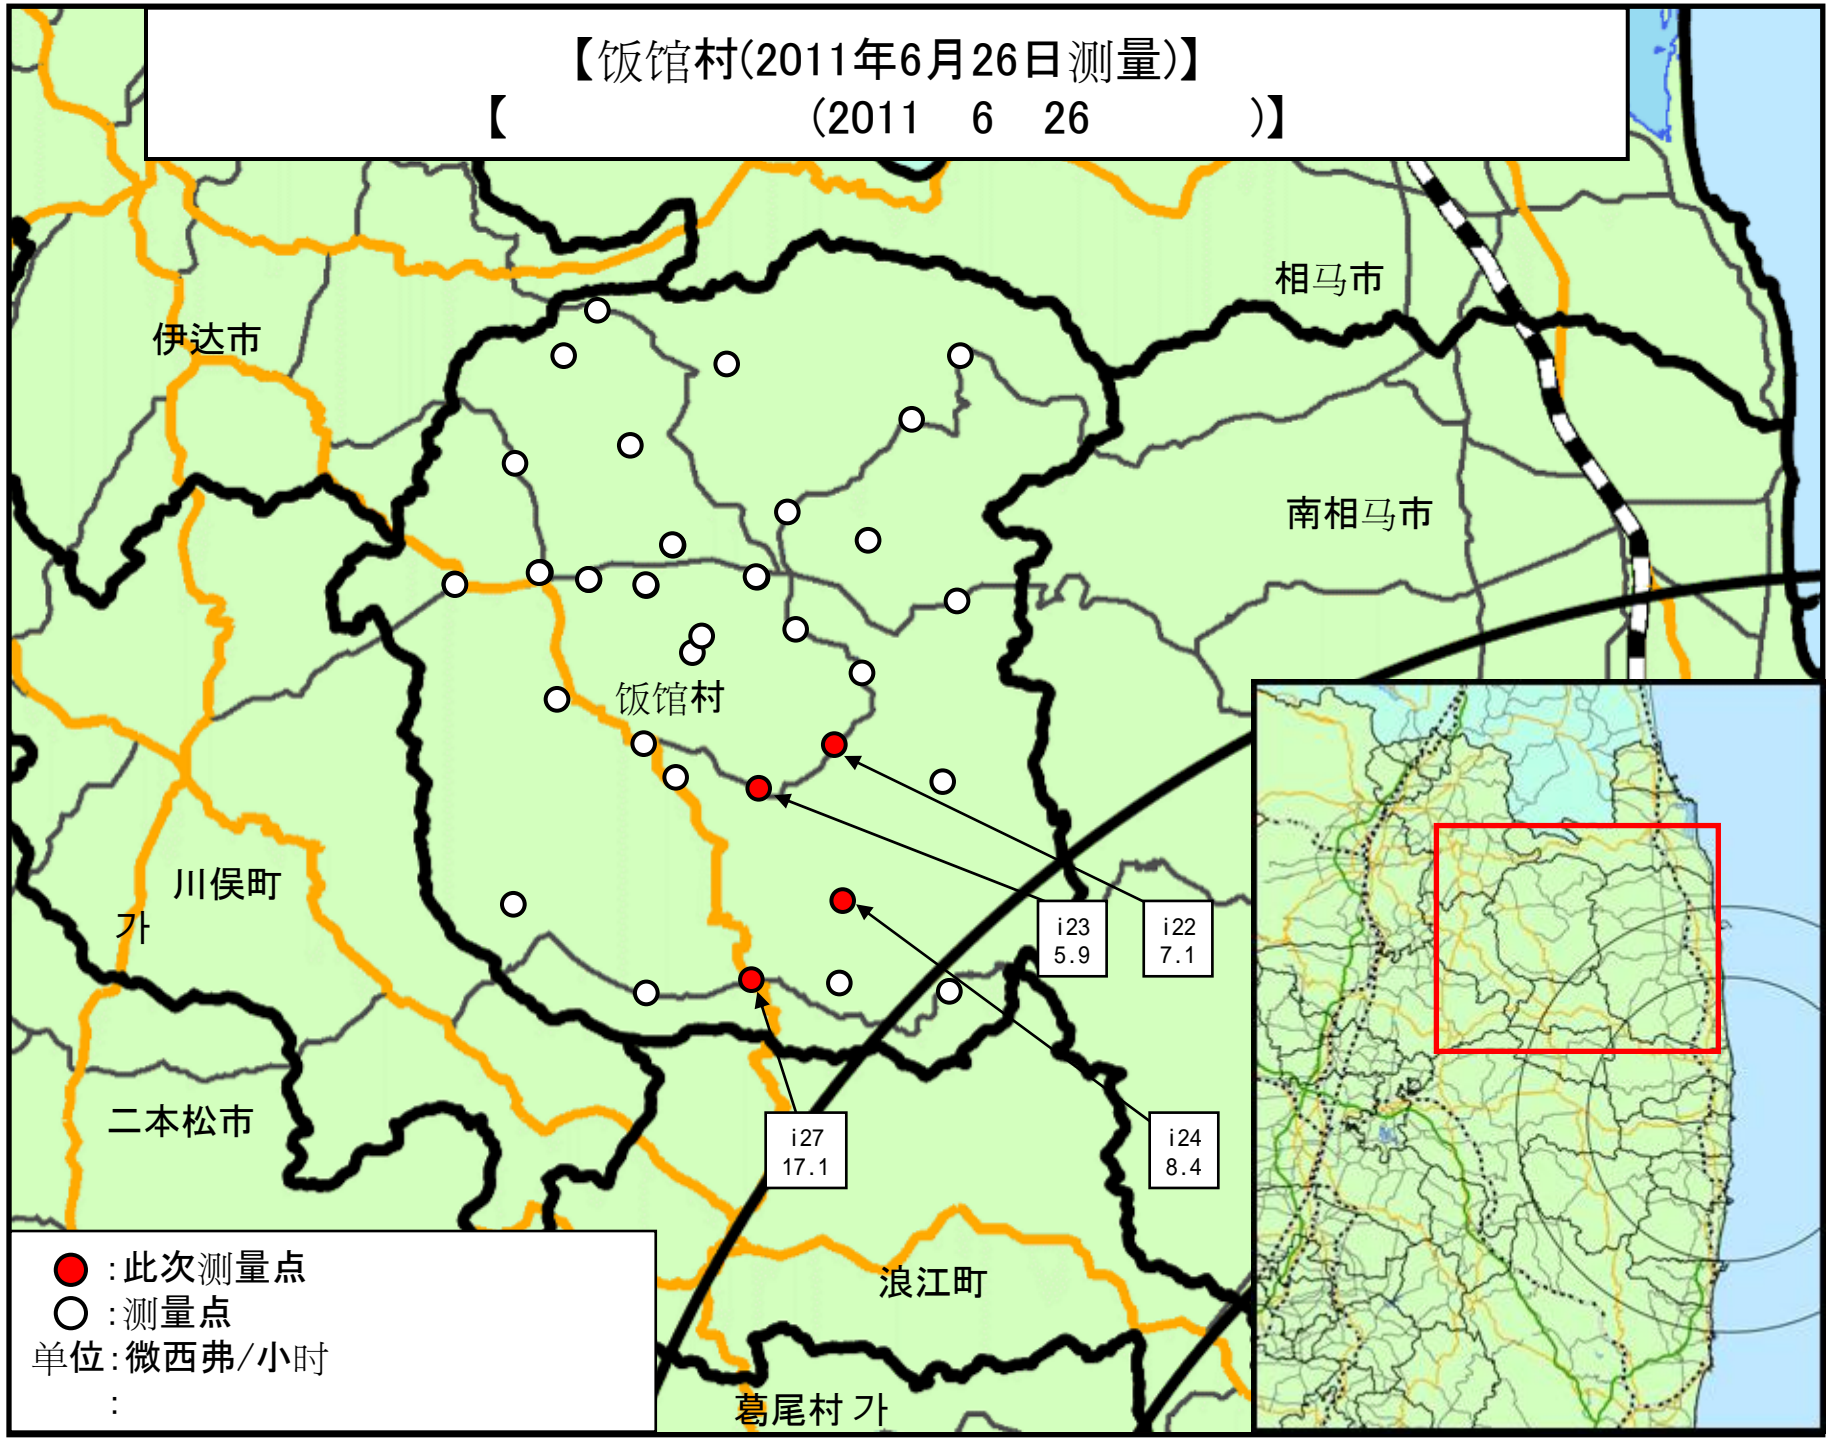 【饭馆村(2011年6月26日测量)】
【 (2011 6 26 )】
相马市
伊达市
南相马市
饭馆村
川俣町
가
i23
5.9
i22
7.1
二本松市
i27
17.1
i24
8.4
浪江町
葛尾村 가
:此次测量点
:测量点
单位:微西弗/小时
: